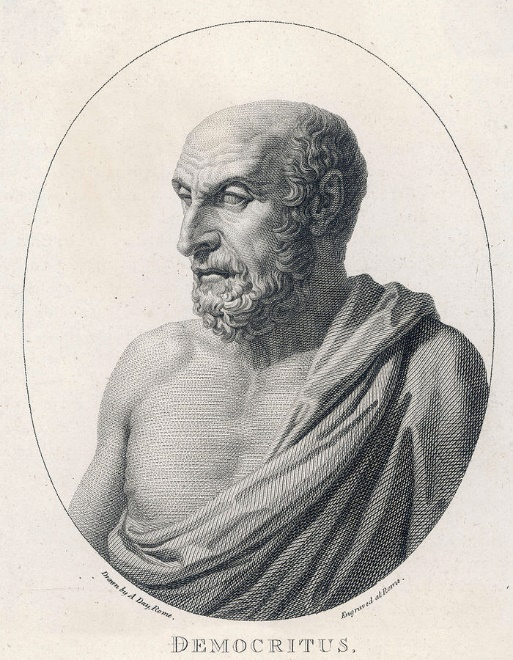 Drawn by A Day, Rome.
Engraved at Rome.
DEMOCRITUS.